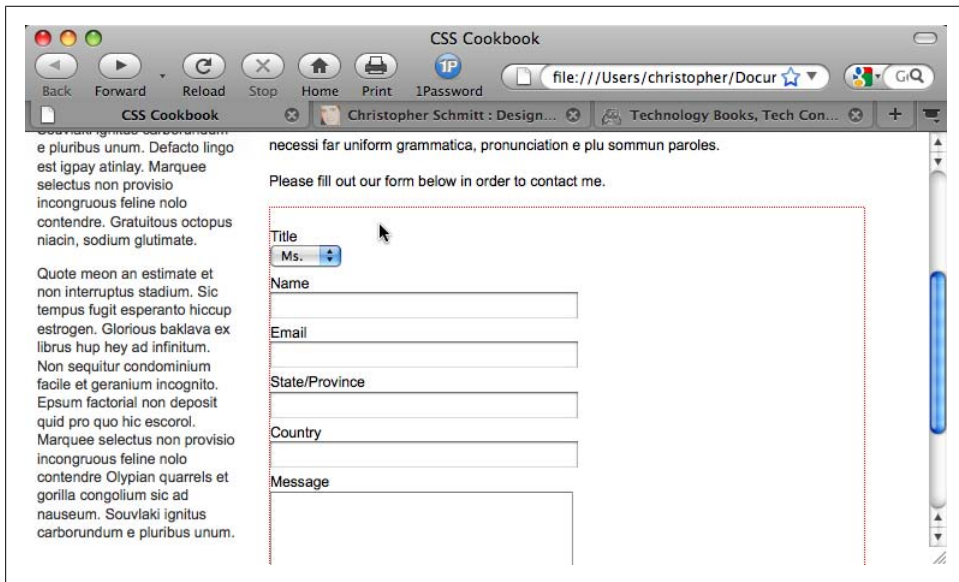 CSS Cookbook
Back Forward Reload Stop Home Print 1Password
1P
file:///Users/christopher/Docur
CSS Cookbook
Christopher Schmitt : Design...
Technology Books, Tech Con...
e pluribus unum. Defacto lingo
est igpay atinlay. Marquee
selectus non provisio
incongruous feline nolo
contendre. Gratuitous octopus
niacin, sodium glutimate.
Quote meon an estimate et
non interruptus stadium. Sic
tempus fugit esperanto hiccup
estrogen. Glorious baklava ex
librus hup hey ad infinitum.
Non sequitur condominium
facile et geranium incognito.
Epsum factorial non deposit
quid pro quo hic escorol.
Marquee selectus non provisio
incongruous feline nolo
contendre Olypian quarrels et
gorilla congolium sic ad
nauseum. Souvlaki ignitus
carborundum e pluribus unum.
necessi far uniform grammatica, pronunciation e plu sommun paroles.
Please fill out our form below in order to contact me.
Title
Ms.
Name
Email
State/Province
Country
Message